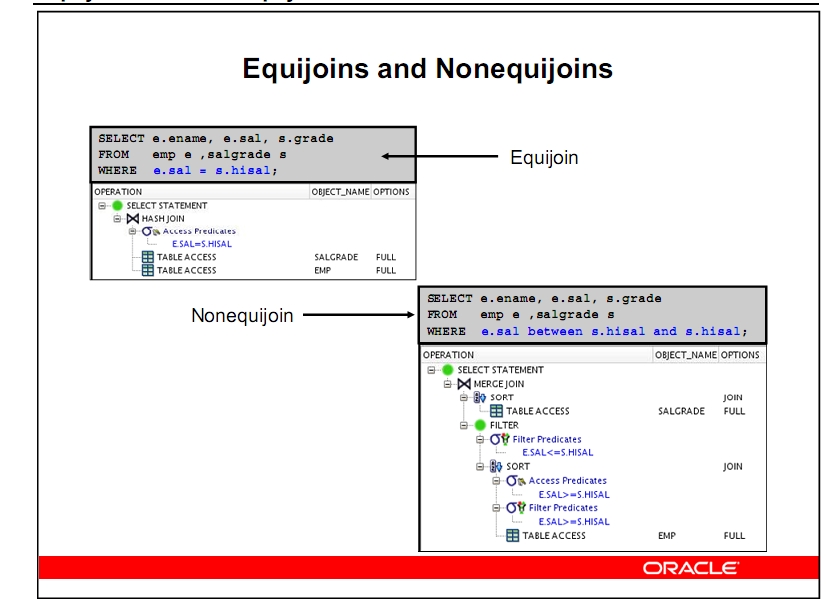 Equijoins and Nonequijoins
SELECT e.ename, e.sal, s.grade
FROM emp e ,salgrade s
WHERE e.sal = s.hisal;
Equijoin
OPERATION OBJECT_NAME OPTIONS
SELECT STATEMENT
HASH JOIN
Access Predicates
E.SAL=S.HISAL
TABLE ACCESS SALGRADE FULL
TABLE ACCESS EMP FULL
Nonequijoin
SELECT e.ename, e.sal, s.grade
FROM emp e ,salgrade s
WHERE e.sal between s.hisal and s.hisal;
OPERATION OBJECT_NAME OPTIONS
SELECT STATEMENT
MERGE JOIN
SORT JOIN
TABLE ACCESS SALGRADE FULL
FILTER
Filter Predicates
E.SAL<=S.HISAL
SORT JOIN
Access Predicates
E.SAL>=S.HISAL
Filter Predicates
E.SAL>=S.HISAL
TABLE ACCESS EMP FULL
ORACLE